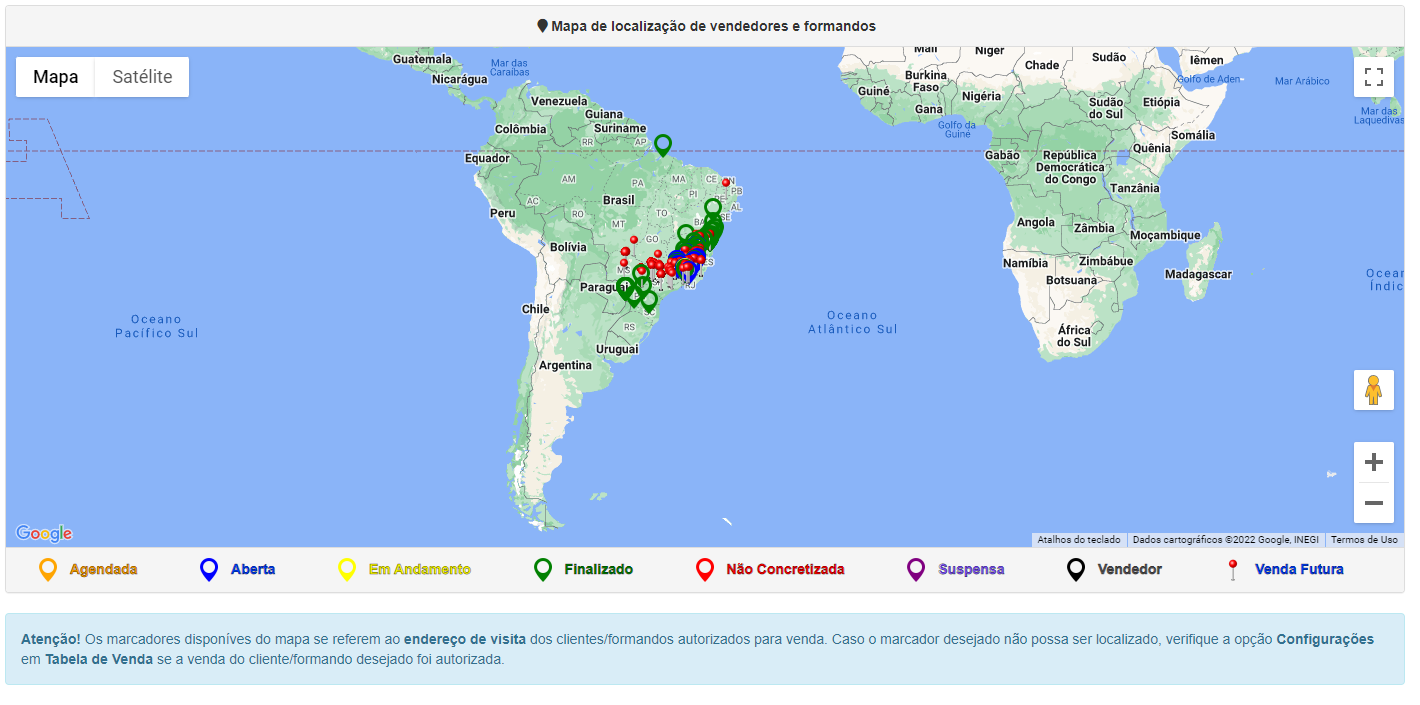 Mapa de localização de vendedores e formandos
Mapa
Satélite
Guatemala
Nicarágua
Mar das
Caraíbas
Venezuela
Guiana
Suriname
Colômbia
RR
AP
Equador
AM
PA
MA
CE
PB
PI
AL
SE
AC
RO
TO
BA
Brasil
Peru
MT
GO
Bolívia
MS
ES
RJ
Paraguai
SC
RS
Chile
Uruguai
Argentina
Oceano
Pacífico Sul
Oceano
Atlântico Sul
Mali
Níger
Chade
Sudão
Iêmen
Burkina
Faso
Guiné
Nigéria
Gana
Golfo da
Guiné
Sudão
do Sul
Etiópia
Golfo de Aden
Mar Arábico
Mar das
Laquedivas
Somália
Quênia
Gabão
República
Democrática
do Congo
Tanzânia
Angola
Zâmbia
Moçambique
Namíbia
Zimbábue
Botsuana
Madagascar
África
do Sul
Google
Atalhos do teclado
Dados cartográficos ©2022 Google, INEGI
Termos de Uso
Agendada
Aberta
Em Andamento
Finalizado
Não Concretizada
Suspensa
Vendedor
Venda Futura
Atenção! Os marcadores disponíves do mapa se referem ao endereço de visita dos clientes/formandos autorizados para venda. Caso o marcador desejado não possa ser localizado, verifique a opção Configurações
em Tabela de Venda se a venda do cliente/formando desejado foi autorizada.